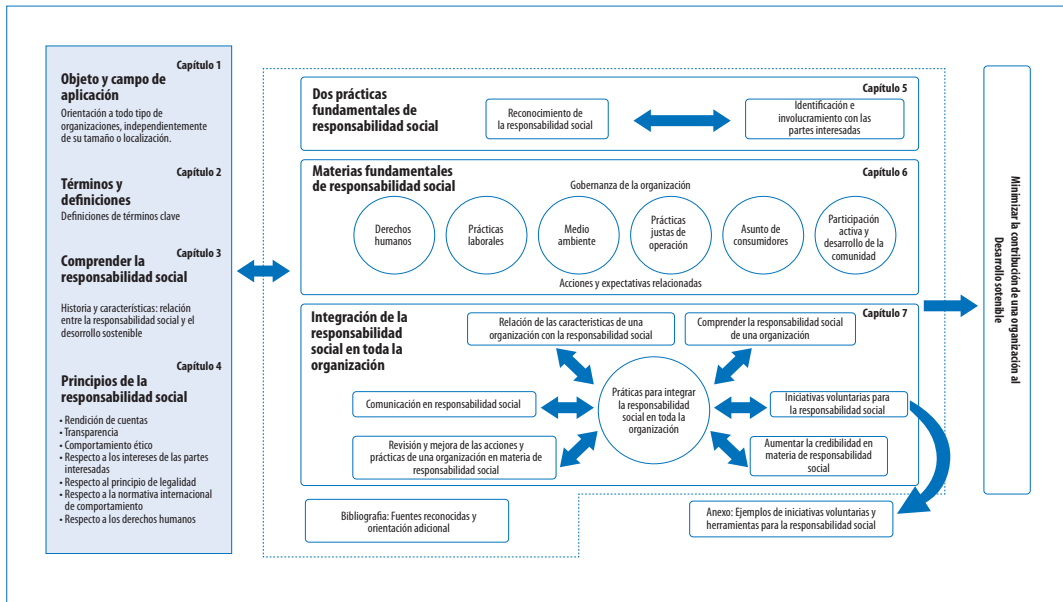 Capítulo 1
Objeto y campo de
aplicación
Orientación a todo tipo de
organizaciones, independientemente
de su tamaño o localización.
Capítulo 2
Términos y
definiciones
Definiciones de términos clave
Capítulo 3
Comprender la
responsabilidad social
Historia y características: relación
entre la responsabilidad social y el
desorrollo sostenible
Capítulo 4
Principios de la
responsabilidad social
• Rendición de cuentas
• Transparencia
• Comportamiento ético
• Respecto a los intereses de las partes
interesadas
• Respecto al principio de legalidad
• Respecto a la normativa internacional
de comportamiento
• Respecto a los derechos humanos
Capítulo 5
Dos prácticas
fundamentales de
responsabilidad social
Reconocimiento de
la responsabilidad social
Identificación e
involucramiento con las
partes interesadas
Capítulo 6
Materias fundamentales
de responsabilidad social
Gobernanza de la organización
Derechos
humanos
Prácticas
laborales
Medio
ambiente
Prácticas
justas de
operación
Asunto de
consumidores
Participación
activa y
desarrollo de la
comunidad
Acciones y expectativas relacionadas
Capítulo 7
Integración de la
responsabilidad
social en toda la
organización
Relación de las caracteristicas de una
organización con la responsabilidad social
Comprender la responsabilidad social
de una organización
Comunicación en responsabilidad social
Práticas para integrar
la responsabilidad
social en toda la
organización
Iniciativas voluntarias para
la responsabilidad social
Revisión y mejora de las acciones y
prácticas de una organización en materia de
responsabilidad social
Aumentar la credibilidad en
materia de responsabilidad
social
Bibliografia: Fuentes reconocidas y
orientación adicional
Anexo: Ejemplos de iniciativas voluntarias y
herramientas para la responsabilidad social
Minimizar la contribución de una organización al
Desarrollo sostenible